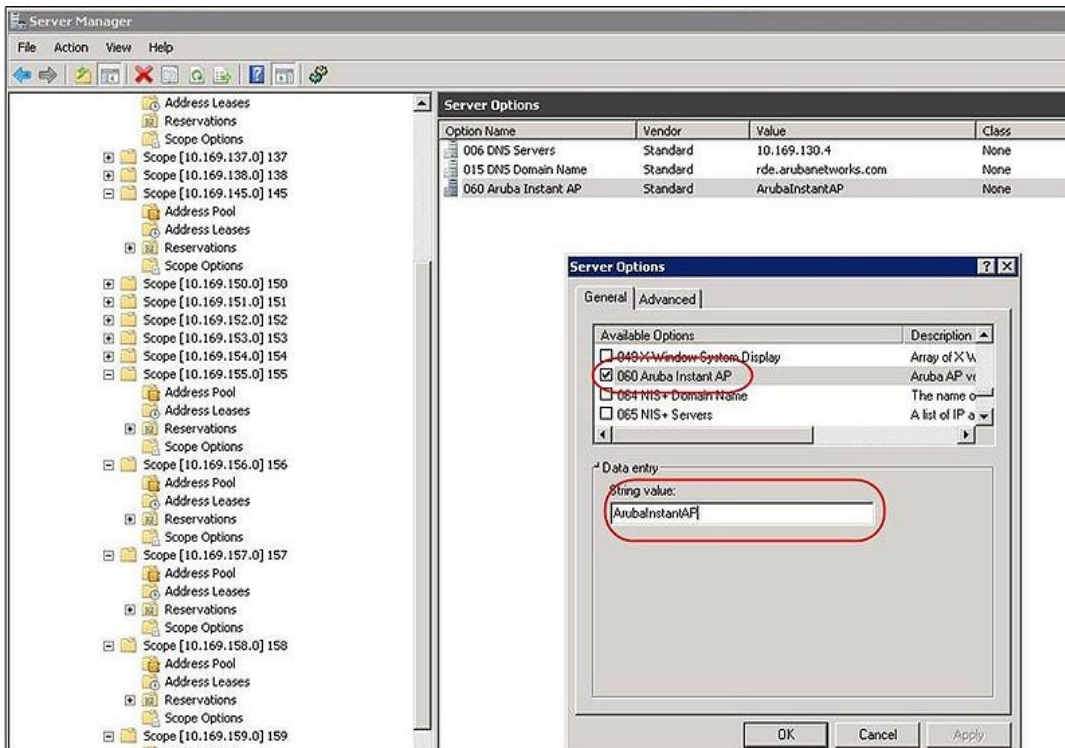 Server Manager
File Action View Help
Address Leases
Reservations
Scope Options
Scope [10.169.137.0] 137
Scope [10.169.138.0] 138
Scope [10.169.145.0] 145
Address Pool
Address Leases
Reservations
Scope Options
Scope [10.169.150.0] 150
Scope [10.169.151.0] 151
Scope [10.169.152.0] 152
Scope [10.169.153.0] 153
Scope [10.169.154.0] 154
Scope [10.169.155.0] 155
Address Pool
Address Leases
Reservations
Scope Options
Scope [10.169.156.0] 156
Address Pool
Address Leases
Reservations
Scope Options
Scope [10.169.157.0] 157
Address Pool
Address Leases
Reservations
Scope Options
Scope [10.169.158.0] 158
Address Pool
Address Leases
Reservations
Scope Options
Scope [10.169.159.0] 159
Server Options
Option Name Vendor Value Class
006 DNS Servers Standard 10.169.130.4 None
015 DNS Domain Name Standard rde.arubanetworks.com None
060 Aruba Instant AP Standard ArubaInstantAP None
Server Options
General Advanced
Available Options Description
049 X Window System Display Array of X W
060 Aruba Instant AP Aruba AP ve
064 NIS+ Domain Name The name o
065 NIS+ Servers A list of IP a
Data entry
String value:
ArubaInstantAP
OK Cancel Apply